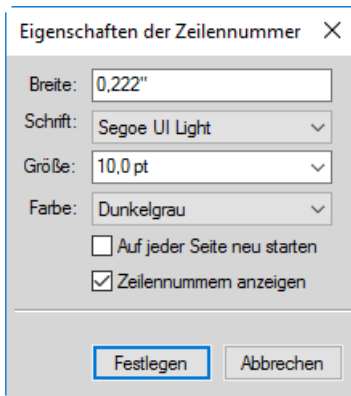 Eigenschaften der Zeilennummer
Breite: 0,222"
Schrift: Segoe UI Light
Größe: 10,0 pt
Farbe: Dunkelgrau
Auf jeder Seite neu starten
Zeilennummern anzeigen
Festlegen Abbrechen